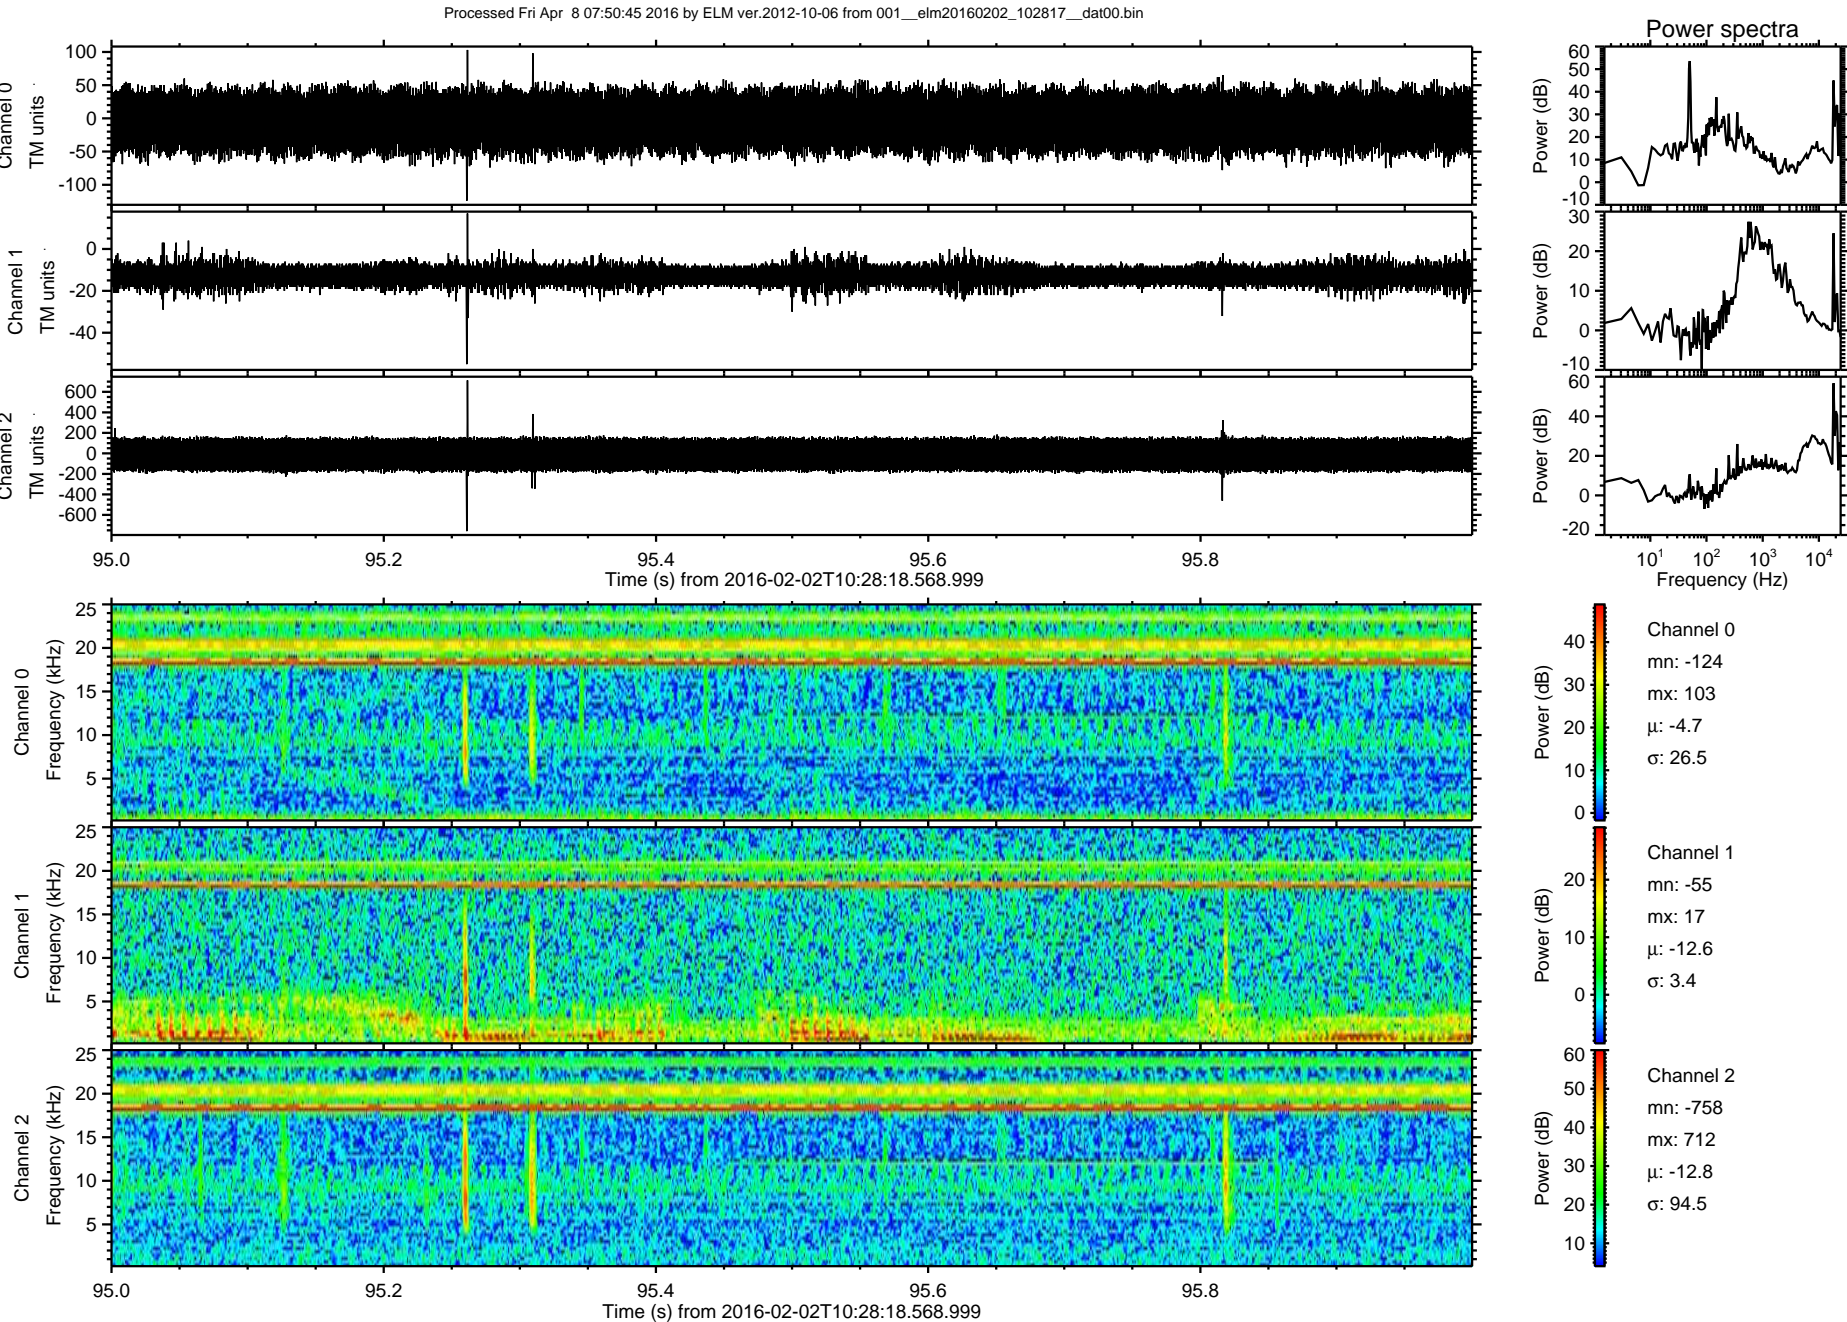 Processed Fri Apr  8 07:50:45 2016 by ELM ver.2012-10-06 from 001__elm20160202_102817__dat00.bin
Power spectra
Channel 0
TM units
100
50
0
-50
-100
Power (dB)
60
50
40
30
20
10
0
-10
Channel 1
TM units
0
-20
-40
Power (dB)
30
20
10
0
-10
Channel 2
TM units
600
400
200
0
-200
-400
-600
Power (dB)
60
40
20
0
-20
95.0 95.2 95.4 95.6 95.8
Time (s) from 2016-02-02T10:28:18.568.999
10¹ 10² 10³ 10⁴
Frequency (Hz)
Channel 0
Frequency (kHz)
25
20
15
10
5
Power (dB)
40
30
20
10
0
Channel 0
mn: -124
mx: 103
μ: -4.7
σ: 26.5
Channel 1
Frequency (kHz)
25
20
15
10
5
Power (dB)
20
10
0
Channel 1
mn: -55
mx: 17
μ: -12.6
σ: 3.4
Channel 2
Frequency (kHz)
25
20
15
10
5
Power (dB)
60
50
40
30
20
10
Channel 2
mn: -758
mx: 712
μ: -12.8
σ: 94.5
95.0 95.2 95.4 95.6 95.8
Time (s) from 2016-02-02T10:28:18.568.999